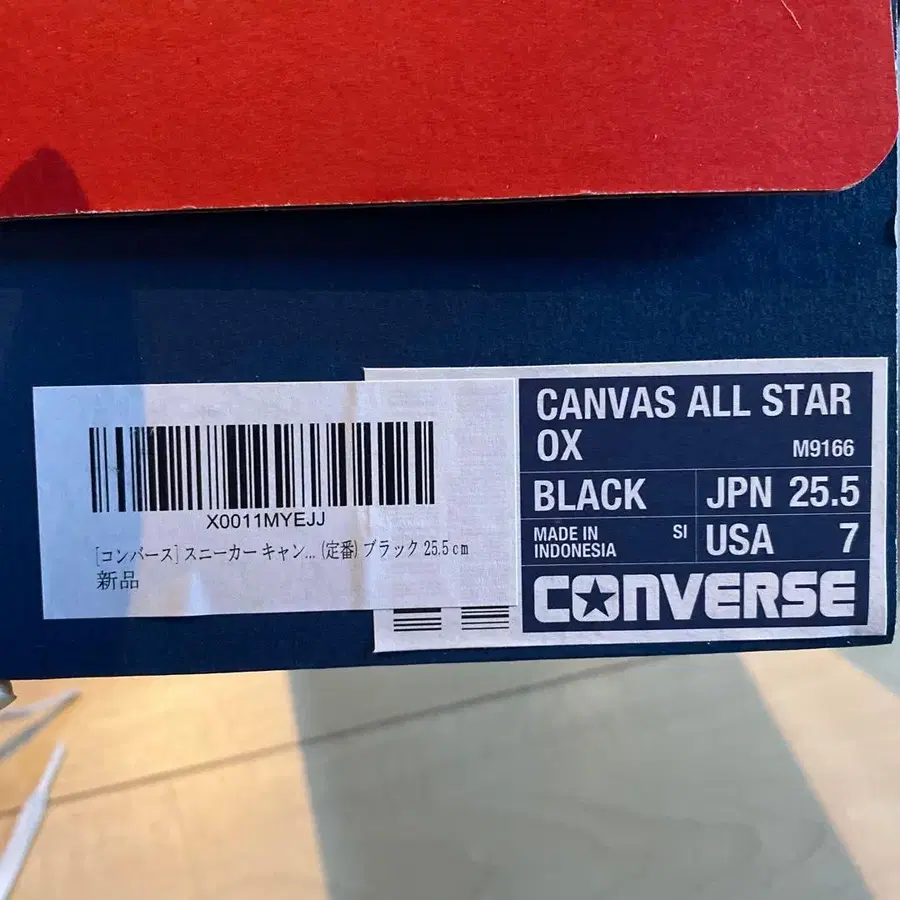 X0011MYEJJ
[コンバース] スニーカー キャン... (定番) ブラック 25.5 cm
新品
CANVAS ALL STAR
OX M9166
BLACK JPN 25.5
MADE IN
INDONESIA SI USA 7
CONVERSE